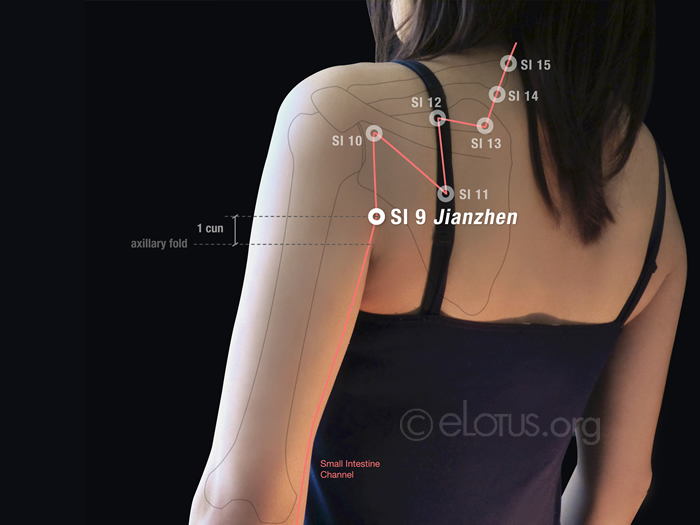 SI 15
SI 14
SI 12
SI 13
SI 10
SI 11
SI 9 Jianzhen
1 cun
axillary fold
© eLotus.org
Small Intestine
Channel